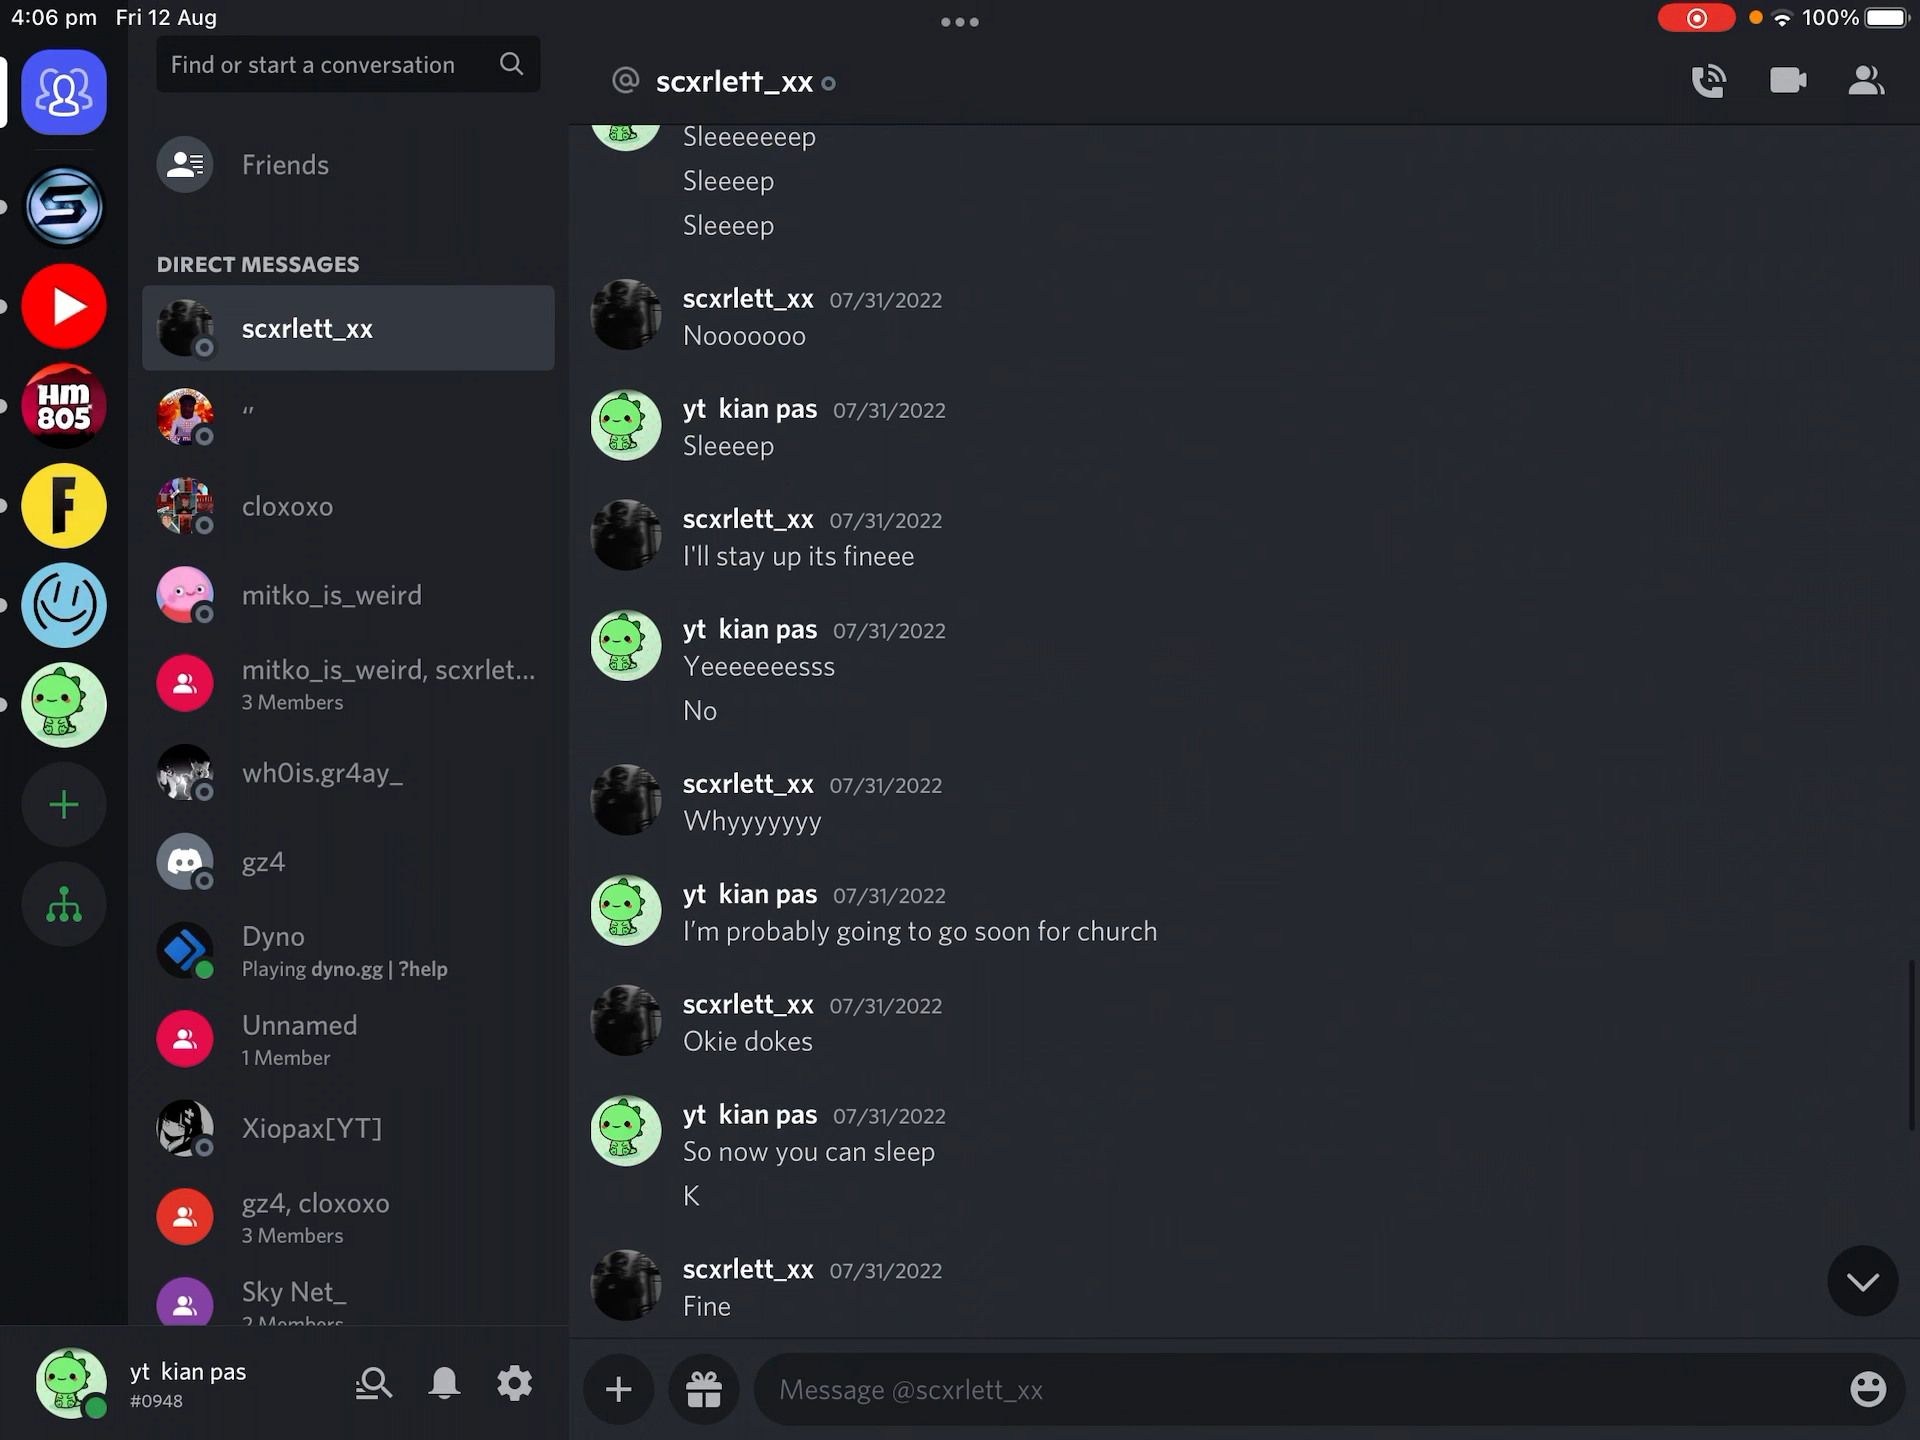 4:06 pm Fri 12 Aug
100%
Find or start a conversation
Friends
DIRECT MESSAGES
scxrlett_xx
‘’
cloxoxo
mitko_is_weird
mitko_is_weird, scxrlet...
3 Members
wh0is.gr4ay_
gz4
Dyno
Playing dyno.gg | ?help
Unnamed
1 Member
Xiopax[YT]
gz4, cloxoxo
3 Members
Sky Net_
2 Members
yt kian pas
#0948
HM
805
F
@ scxrlett_xx
Sleeeeeeep
Sleeeep
Sleeeep
scxrlett_xx 07/31/2022
Nooooooo
yt kian pas 07/31/2022
Sleeeep
scxrlett_xx 07/31/2022
I'll stay up its fineee
yt kian pas 07/31/2022
Yeeeeeeesss
No
scxrlett_xx 07/31/2022
Whyyyyyyy
yt kian pas 07/31/2022
I’m probably going to go soon for church
scxrlett_xx 07/31/2022
Okie dokes
yt kian pas 07/31/2022
So now you can sleep
K
scxrlett_xx 07/31/2022
Fine
Message @scxrlett_xx